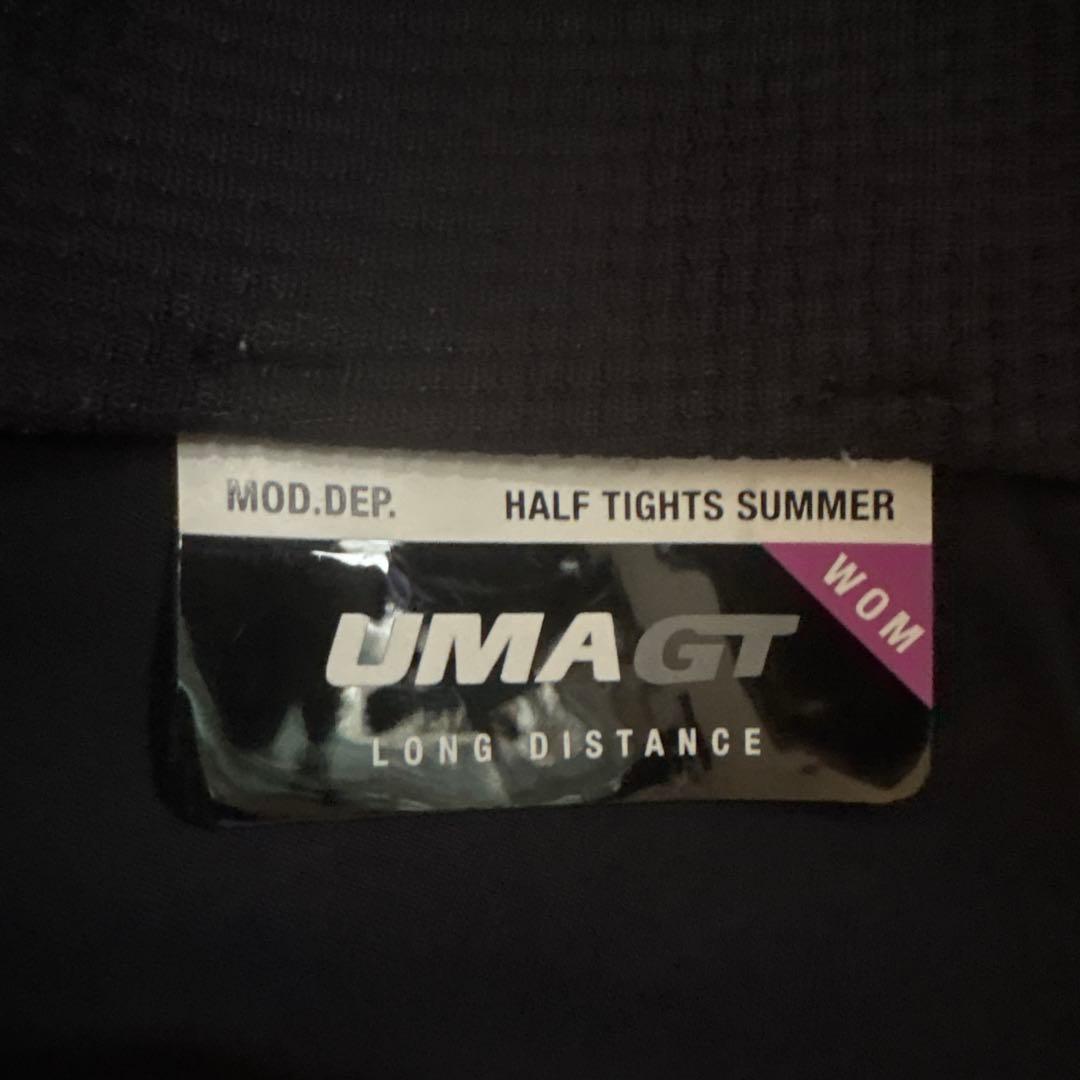 MOD.DEP. HALF TIGHTS SUMMER
WOM
UMAGT
LONG DISTANCE